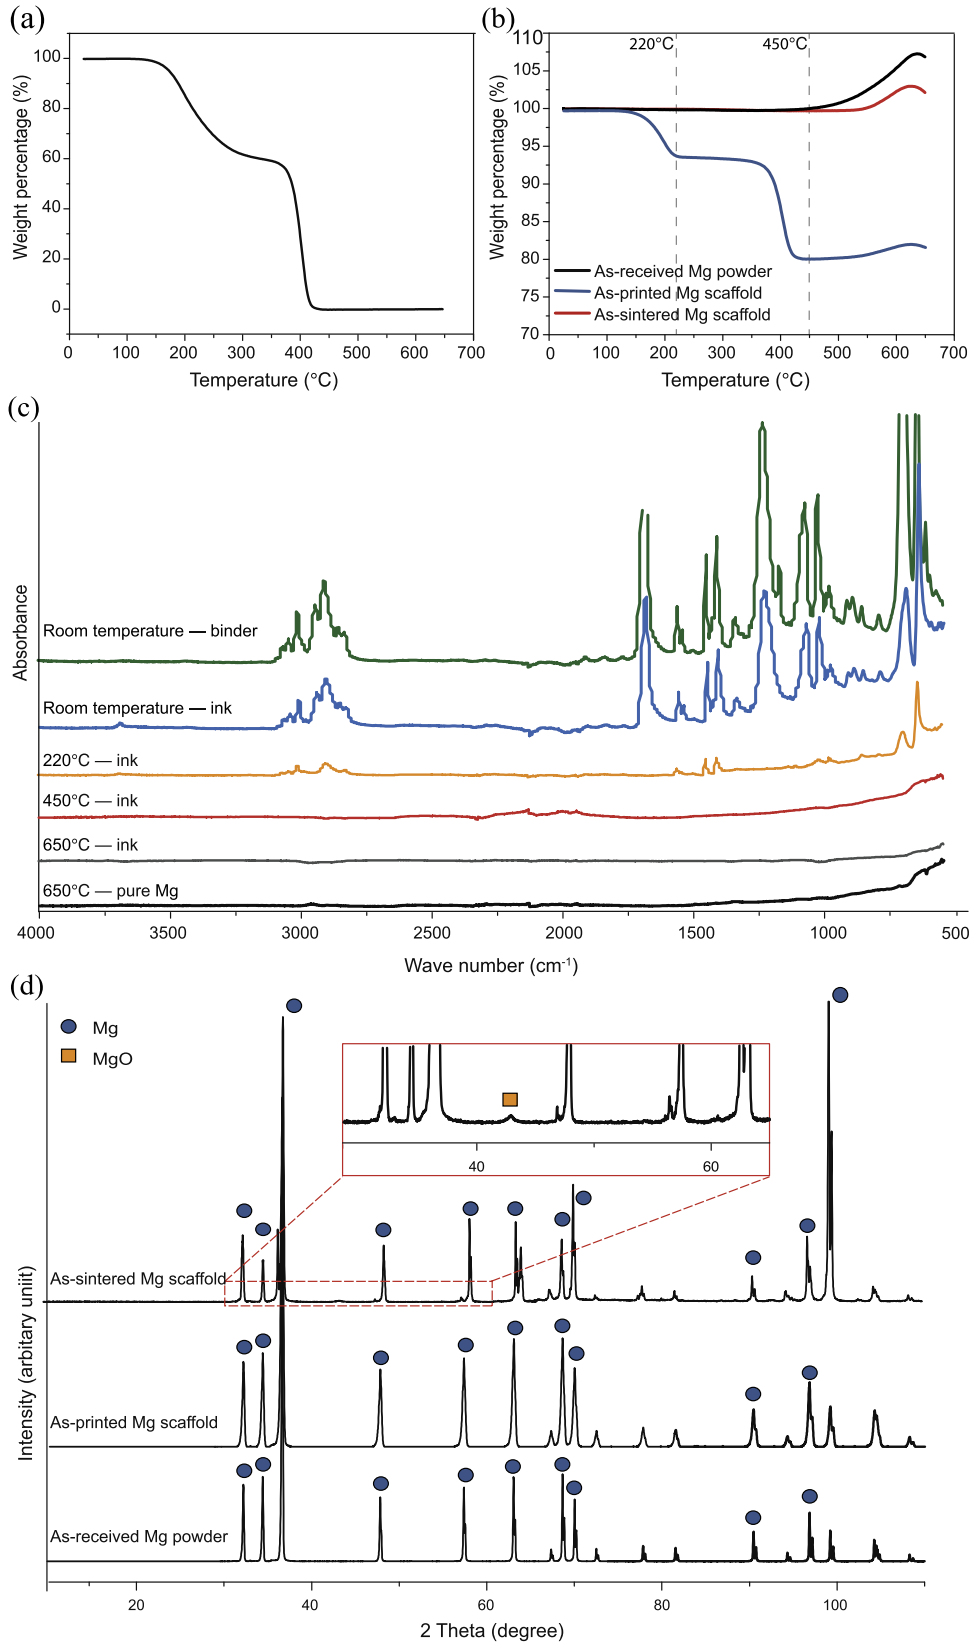 (a)
100
80
60
40
20
0
Weight percentage (%)
0 100 200 300 400 500 600 700
Temperature (°C)
(b)
110
105
100
95
90
85
80
75
70
Weight percentage (%)
220°C
450°C
As-received Mg powder
As-printed Mg scaffold
As-sintered Mg scaffold
0 100 200 300 400 500 600 700
Temperature (°C)
(c)
Absorbance
Room temperature — binder
Room temperature — ink
220°C — ink
450°C — ink
650°C — ink
650°C — pure Mg
4000 3500 3000 2500 2000 1500 1000 500
Wave number (cm-1)
(d)
Mg
MgO
40 60
As-sintered Mg scaffold
As-printed Mg scaffold
As-received Mg powder
Intensity (arbitary uniit)
20 40 60 80 100
2 Theta (degree)